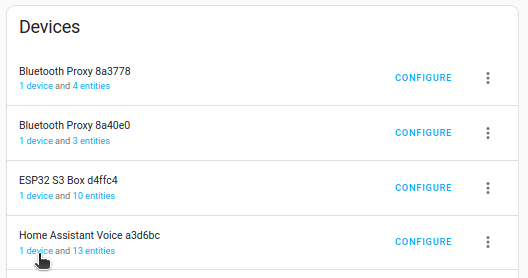 Devices
Bluetooth Proxy 8a3778
1 device and 4 entities
CONFIGURE
Bluetooth Proxy 8a40e0
1 device and 3 entities
CONFIGURE
ESP32 S3 Box d4ffc4
1 device and 10 entities
CONFIGURE
Home Assistant Voice a3d6bc
1 device and 13 entities
CONFIGURE